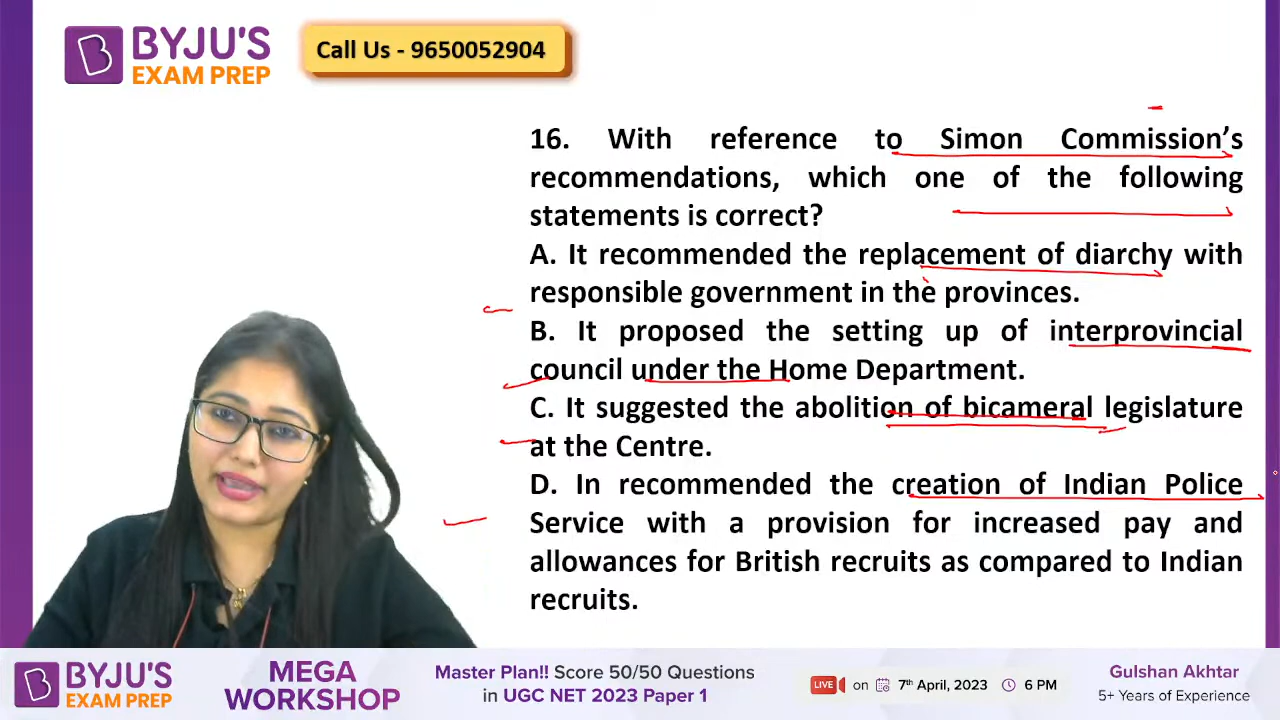 BYJU'S
EXAM PREP
Call Us - 9650052904
16. With reference to Simon Commission's
recommendations, which one of the following
statements is correct?
A. It recommended the replacement of diarchy with
responsible government in the provinces.
B. It proposed the setting up of interprovincial
council under the Home Department.
C. It suggested the abolition of bicameral legislature
at the Centre.
D. In recommended the creation of Indian Police
Service with a provision for increased pay and
allowances for British recruits as compared to Indian
recruits.
BYJU'S
EXAM PREP
MEGA
WORKSHOP
Master Plan!! Score 50/50 Questions
in UGC NET 2023 Paper 1
LIVE on 7th April, 2023 6 PM
Gulshan Akhtar
5+ Years of Experience